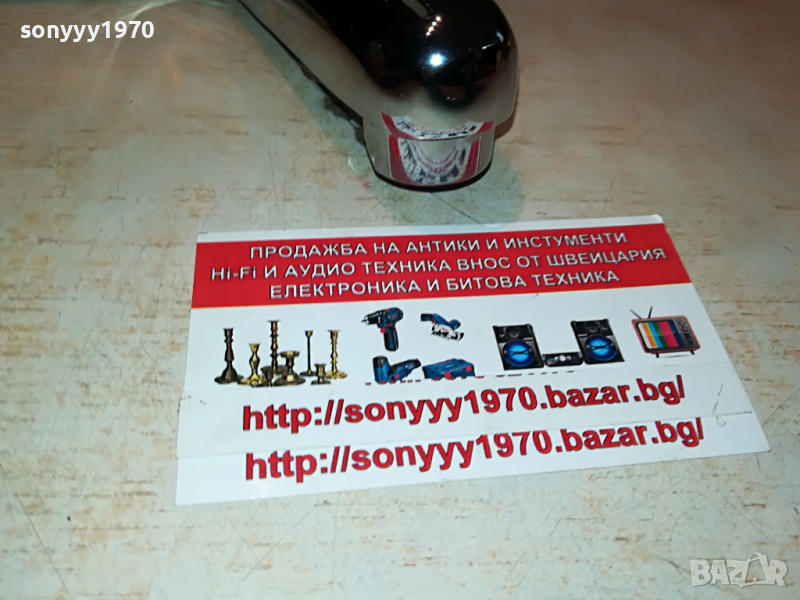 sonyyy1970
ПРОДАЖБА НА АНТИКИ И ИНСТУМЕНТИ
Hi-Fi И АУДИО ТЕХНИКА ВНОС ОТ ШВЕЙЦАРИЯ
ЕЛЕКТРОНИКА И БИТОВА ТЕХНИКА
http://sonyyy1970.bazar.bg/
http://sonyyy1970.bazar.bg/
BAZAR